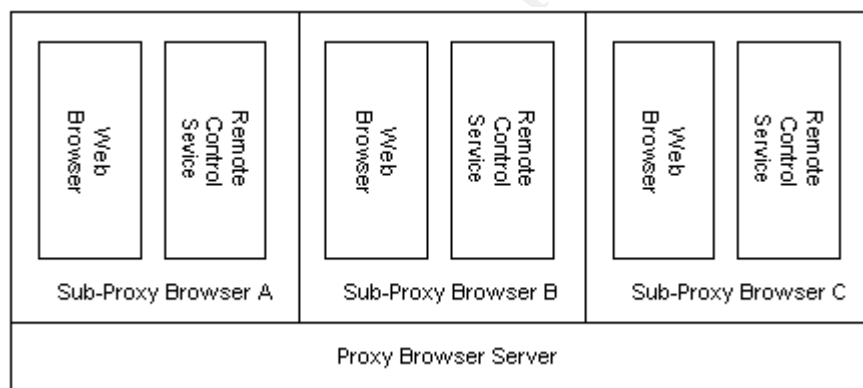 Web
Browser
Remote
Control
Sevice
Sub-Proxy Browser A
Web
Browser
Remote
Control
Service
Sub-Proxy Browser B
Web
Browser
Remote
Control
Service
Sub-Proxy Browser C
Proxy Browser Server